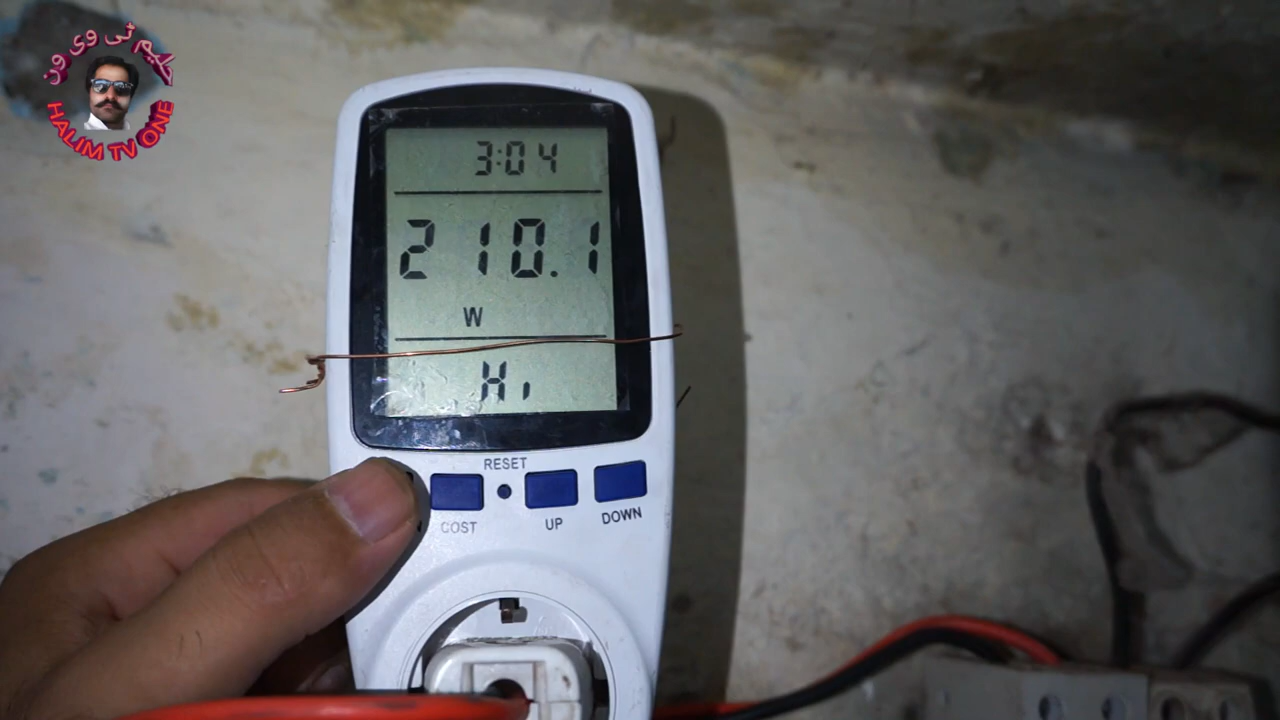 حلیم ٹی وی ون
HALIM TV ONE
3:04
210.1
W
Hi
RESET
COST
UP
DOWN